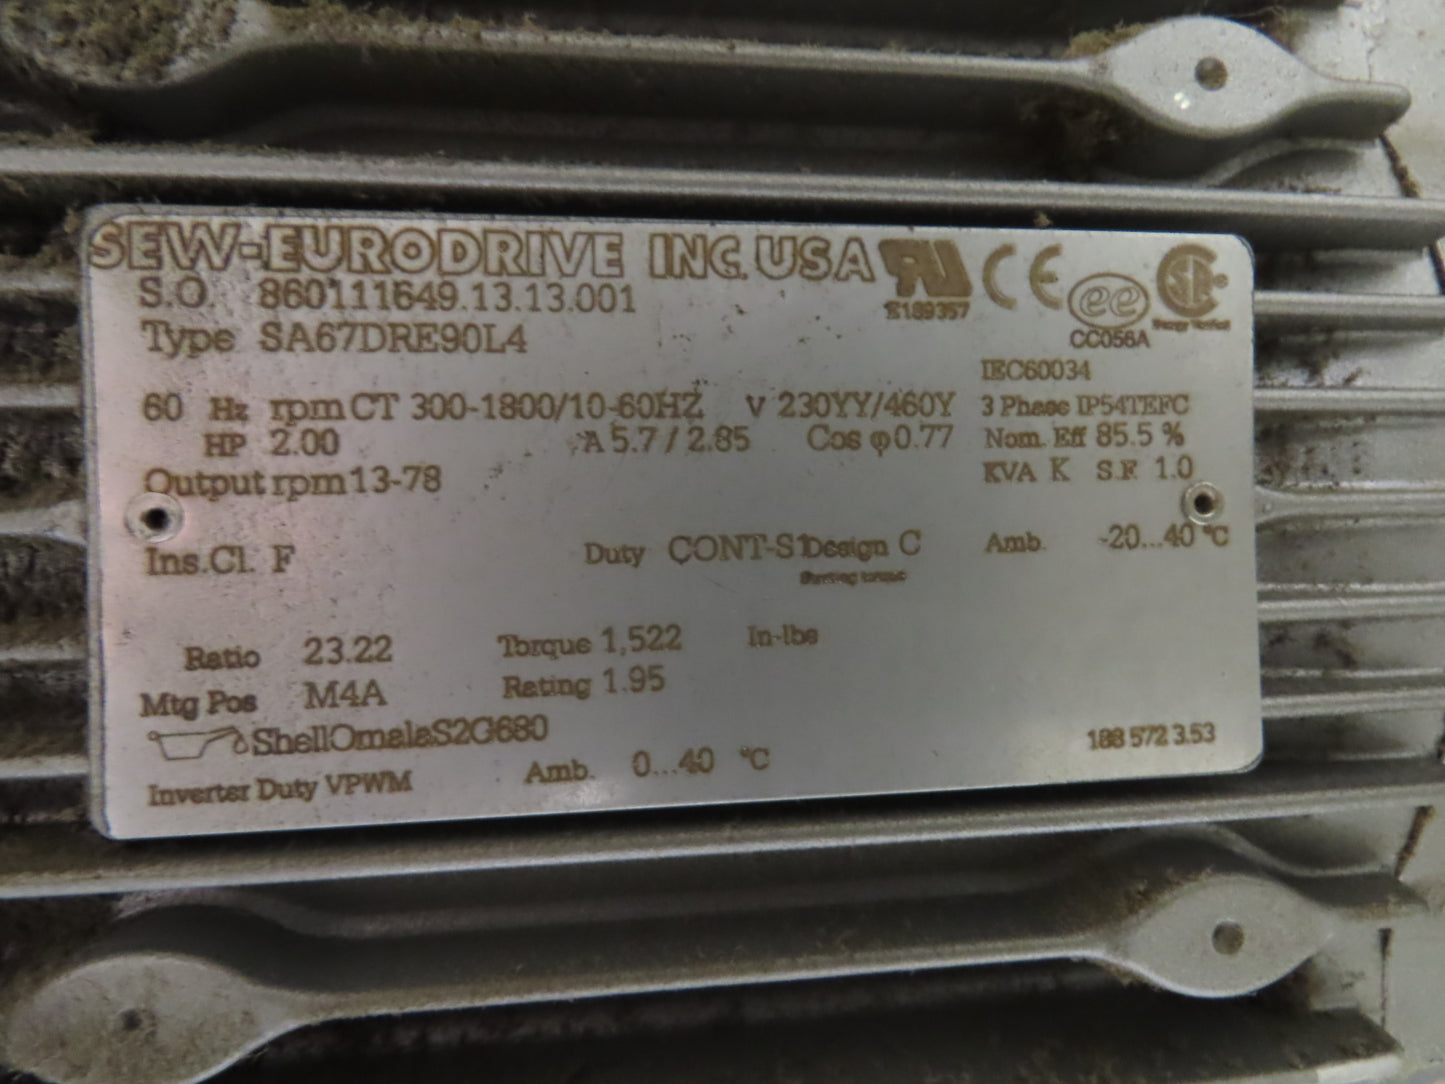 SEW-EURODRIVE INC. USA
S.O. 860111649.13.13.001
E189357
Type SA67DRE90L4
CC056A
Energy Verified
IEC60034
60 Hz rpm CT 300-1800/10-60HZ V 230YY/460Y 3 Phase IP54TEFC
HP 2.00 A 5.7 / 2.85 Cos φ 0.77 Nom. Eff 85.5 %
Output rpm 13-78 KVA K S.F. 1.0
Ins.Cl. F Duty CONT-S1 Design C Amb. -20...40 °C
Starting torque
Ratio 23.22 Torque 1,522 In-lbs
Mtg Pos M4A Rating 1.95
ShellOmalaS2G680
188 572 3.53
Inverter Duty VPWM Amb. 0...40 °C